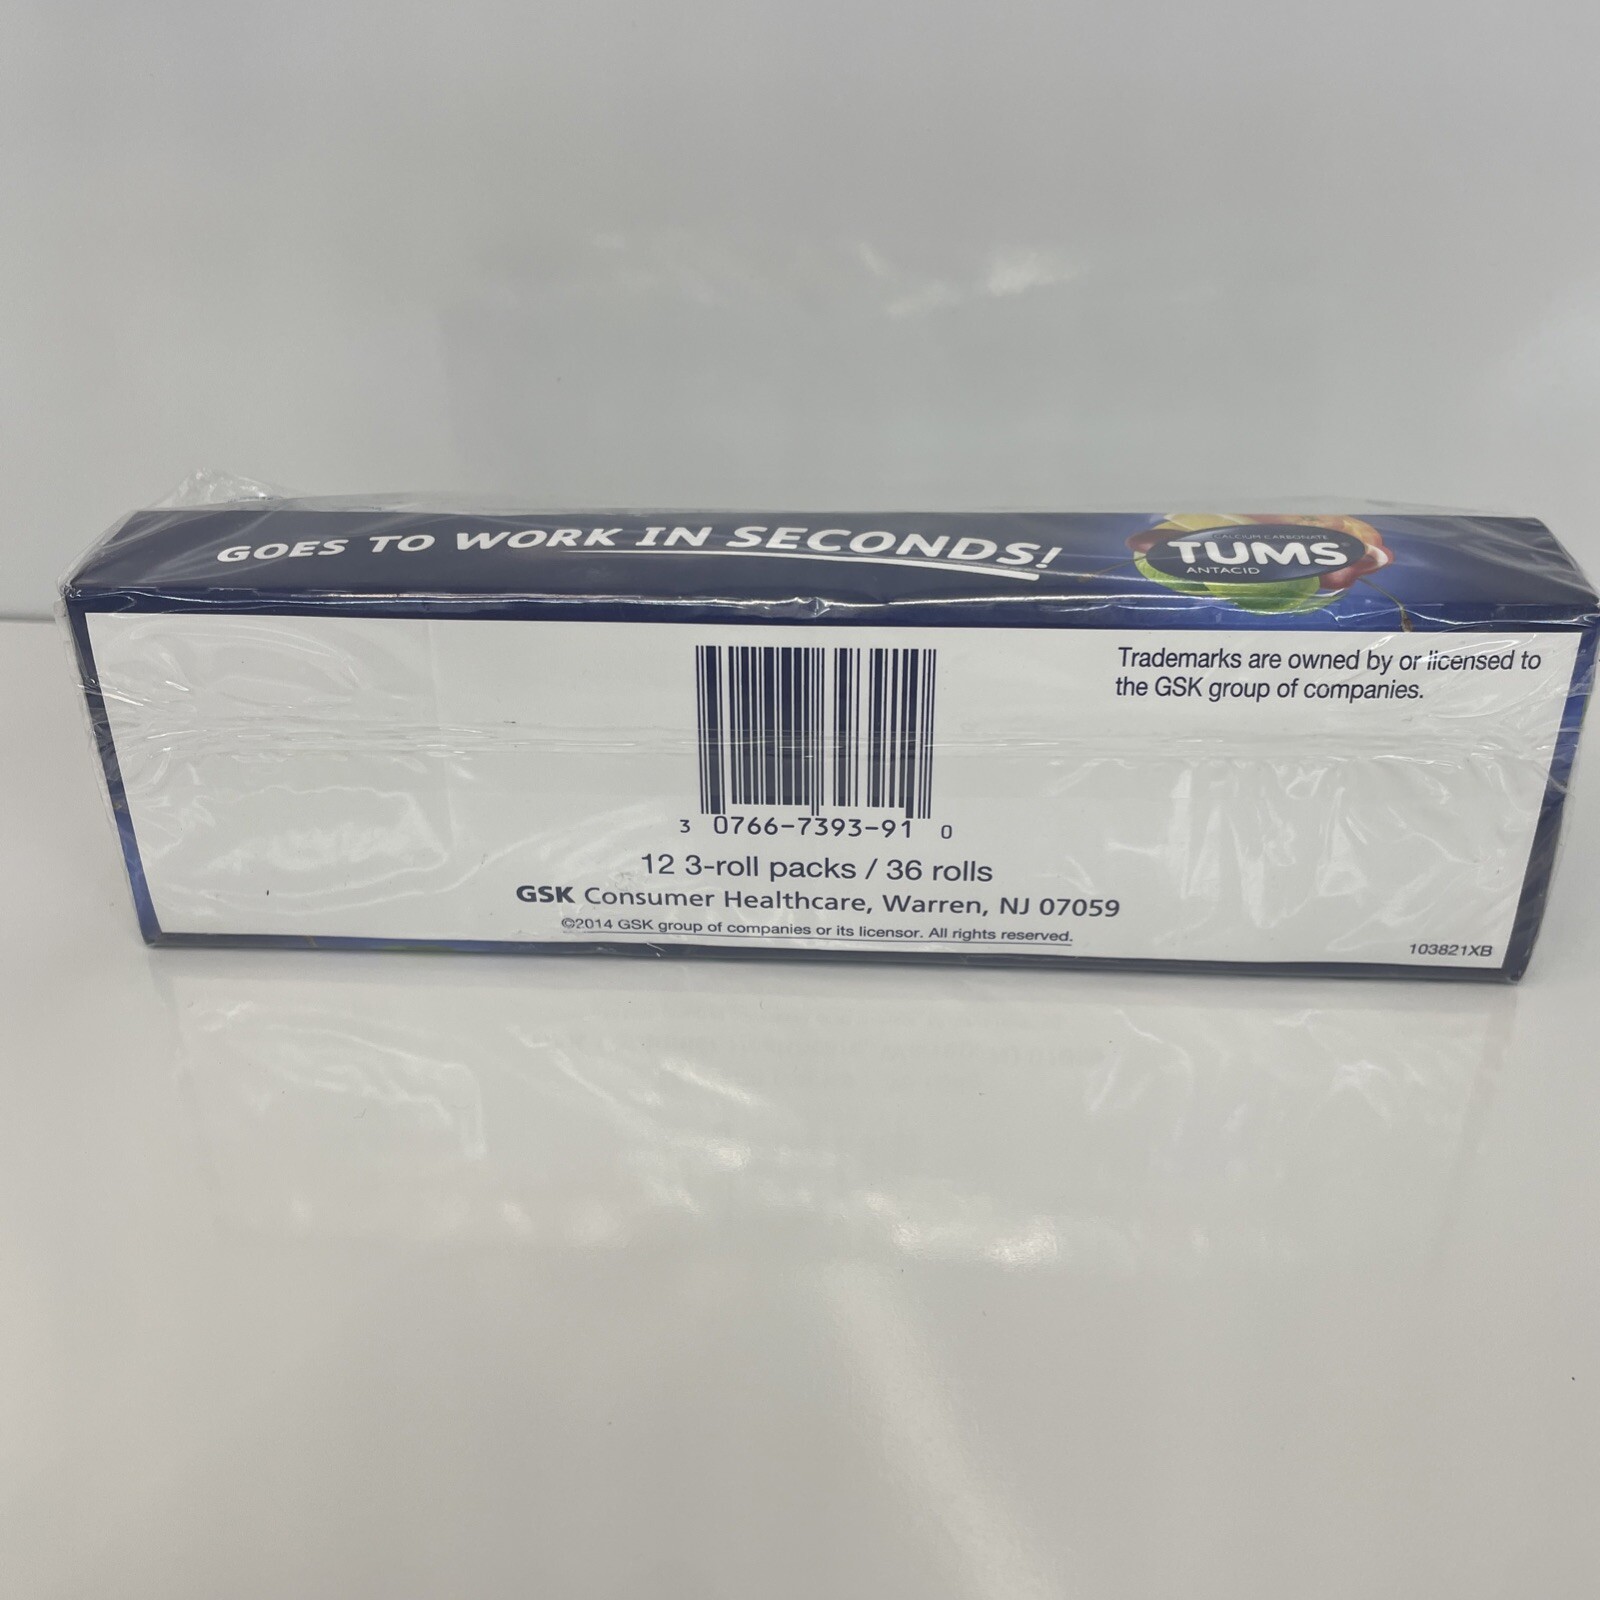 GOES TO WORK IN SECONDS!
CALCIUM CARBONATE
TUMS
ANTACID
Trademarks are owned by or licensed to
the GSK group of companies.
3 0766-7393-91 0
12 3-roll packs / 36 rolls
GSK Consumer Healthcare, Warren, NJ 07059
©2014 GSK group of companies or its licensor. All rights reserved.
103821XB